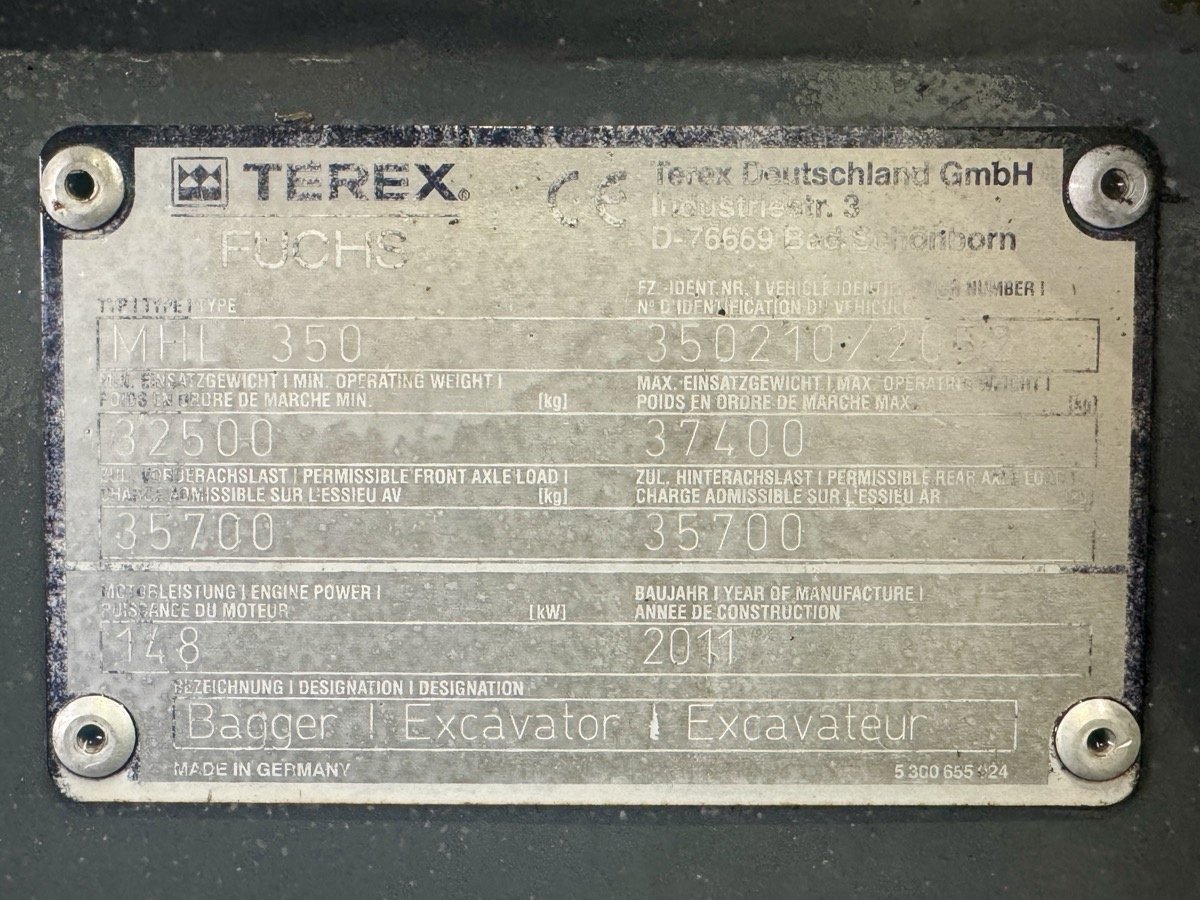 TEREX®
FUCHS
CE
Terex Deutschland GmbH
Industriestr. 3
D-76669 Bad Schönborn
TYP | TYPE | TYPE
FZ.-IDENT.NR. | VEHICLE IDENTIFICATION NUMBER |
N° D'IDENTIFICATION DU VEHICULE
MHL 350
MIN. EINSATZGEWICHT | MIN. OPERATING WEIGHT |
POIDS EN ORDRE DE MARCHE MIN. [kg]
MAX. EINSATZGEWICHT | MAX. OPERATING WEIGHT |
POIDS EN ORDRE DE MARCHE MAX. [kg]
32500
37400
ZUL. VORDERACHSLAST | PERMISSIBLE FRONT AXLE LOAD |
CHARGE ADMISSIBLE SUR L'ESSIEU AV [kg]
ZUL. HINTERACHSLAST | PERMISSIBLE REAR AXLE LOAD |
CHARGE ADMISSIBLE SUR L'ESSIEU AR
35700
35700
MOTORLEISTUNG | ENGINE POWER |
PUISSANCE DU MOTEUR [kW]
BAUJAHR | YEAR OF MANUFACTURE |
ANNEE DE CONSTRUCTION
148
2011
BEZEICHNUNG | DESIGNATION | DESIGNATION
Bagger | Excavator | Excavateur
MADE IN GERMANY
5 300 655